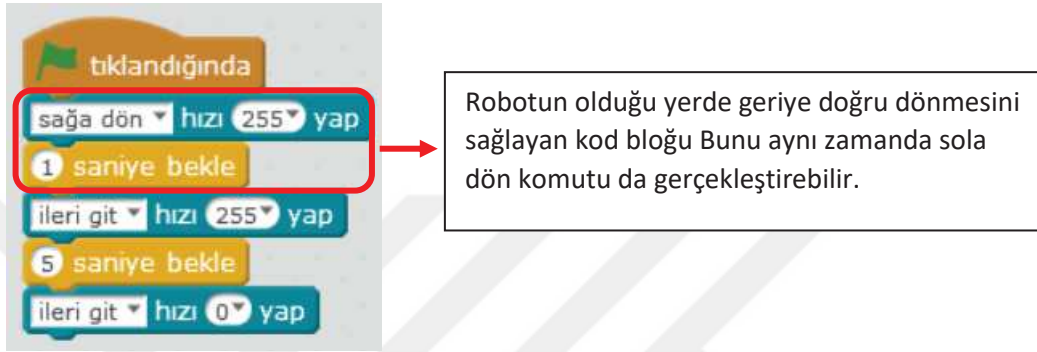 tıklandığında
sağa dön hızı 255 yap
1 saniye bekle
ileri git hızı 255 yap
5 saniye bekle
ileri git hızı 0 yap
Robotun olduğu yerde geriye doğru dönmesini
sağlayan kod bloğu Bunu aynı zamanda sola
dön komutu da gerçekleştirebilir.